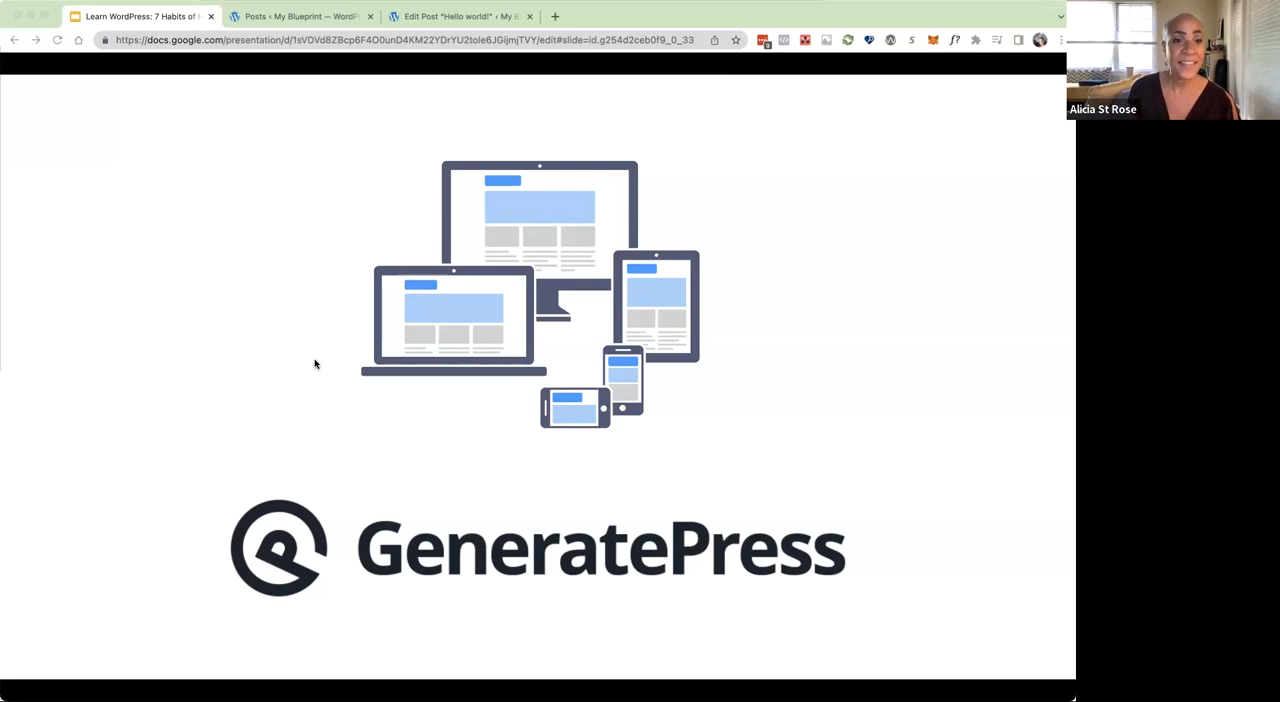 Learn WordPress: 7 Habits of H
Posts ‹ My Blueprint — WordP
Edit Post "Hello world!" ‹ My B
https://docs.google.com/presentation/d/1sVDVd8ZBcp6F4O0unD4KM22YDrYU2tole6JGijmjTVY/edit#slide=id.g254d2ceb0f9_0_33
Alicia St Rose
GeneratePress